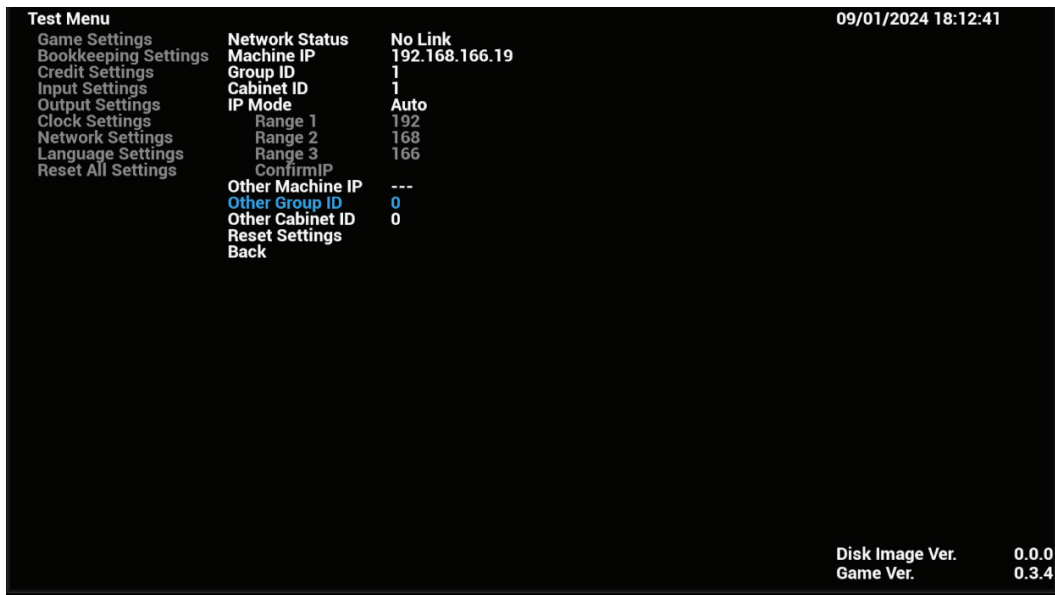 Test Menu
09/01/2024 18:12:41
Game Settings
Bookkeeping Settings
Credit Settings
Input Settings
Output Settings
Clock Settings
Network Settings
Language Settings
Reset All Settings
Network Status No Link
Machine IP 192.168.166.19
Group ID 1
Cabinet ID 1
IP Mode Auto
Range 1 192
Range 2 168
Range 3 166
ConfirmIP
Other Machine IP ---
Other Group ID 0
Other Cabinet ID 0
Reset Settings
Back
Disk Image Ver. 0.0.0
Game Ver. 0.3.4